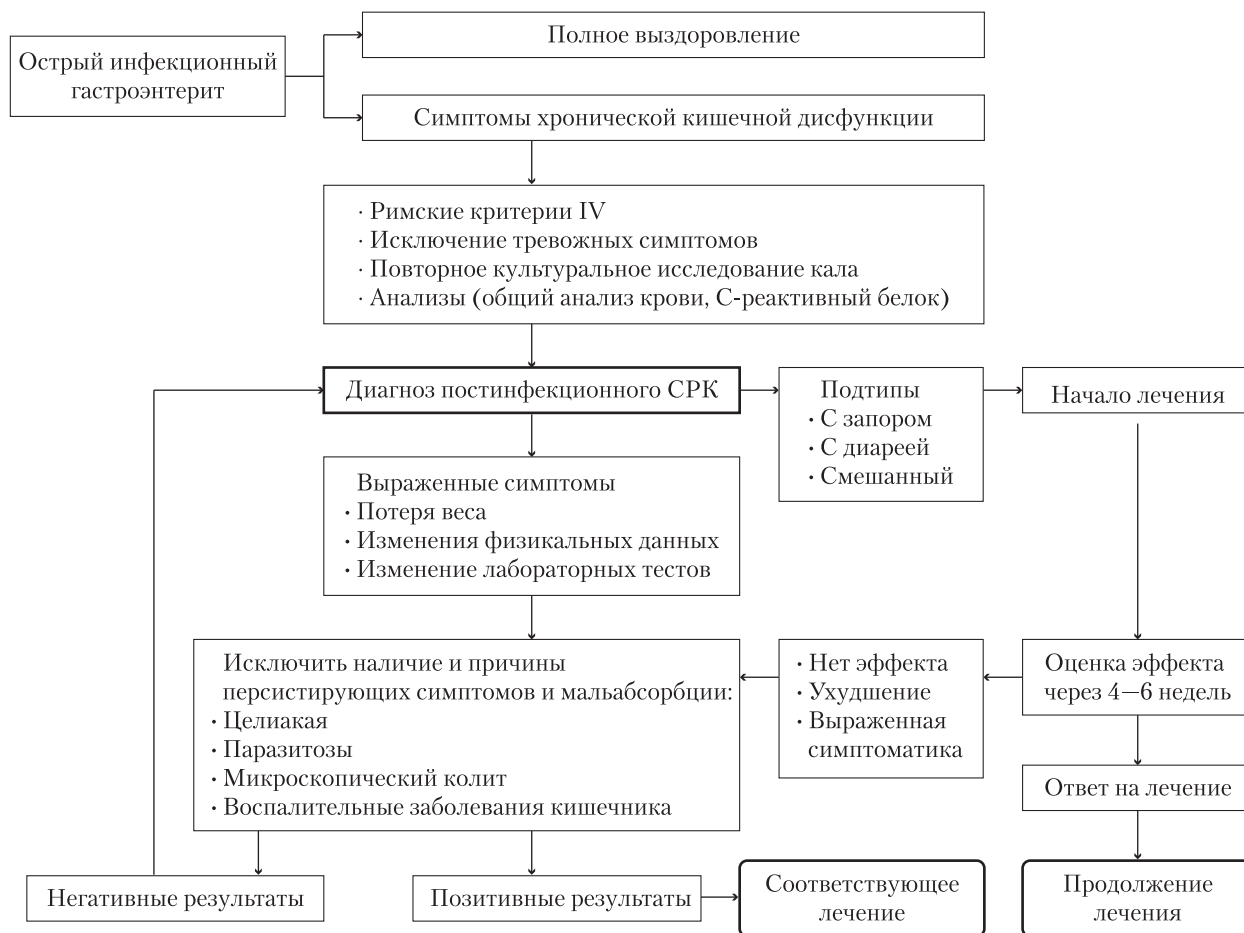 Острый инфекционный
гастроэнтерит
Полное выздоровление
Симптомы хронической кишечной дисфункции
· Римские критерии IV
· Исключение тревожных симптомов
· Повторное культуральное исследование кала
· Анализы (общий анализ крови, С-реактивный белок)
Диагноз постинфекционного СРК
Подтипы
· С запором
· С диареей
· Смешанный
Начало лечения
Выраженные симптомы
· Потеря веса
· Изменения физикальных данных
· Изменение лабораторных тестов
Исключить наличие и причины
персистирующих симптомов и мальабсорбции:
· Целиакая
· Паразитозы
· Микроскопический колит
· Воспалительные заболевания кишечника
· Нет эффекта
· Ухудшение
· Выраженная
симптоматика
Оценка эффекта
через 4—6 недель
Ответ на лечение
Негативные результаты
Позитивные результаты
Соответствующее
лечение
Продолжение
лечения